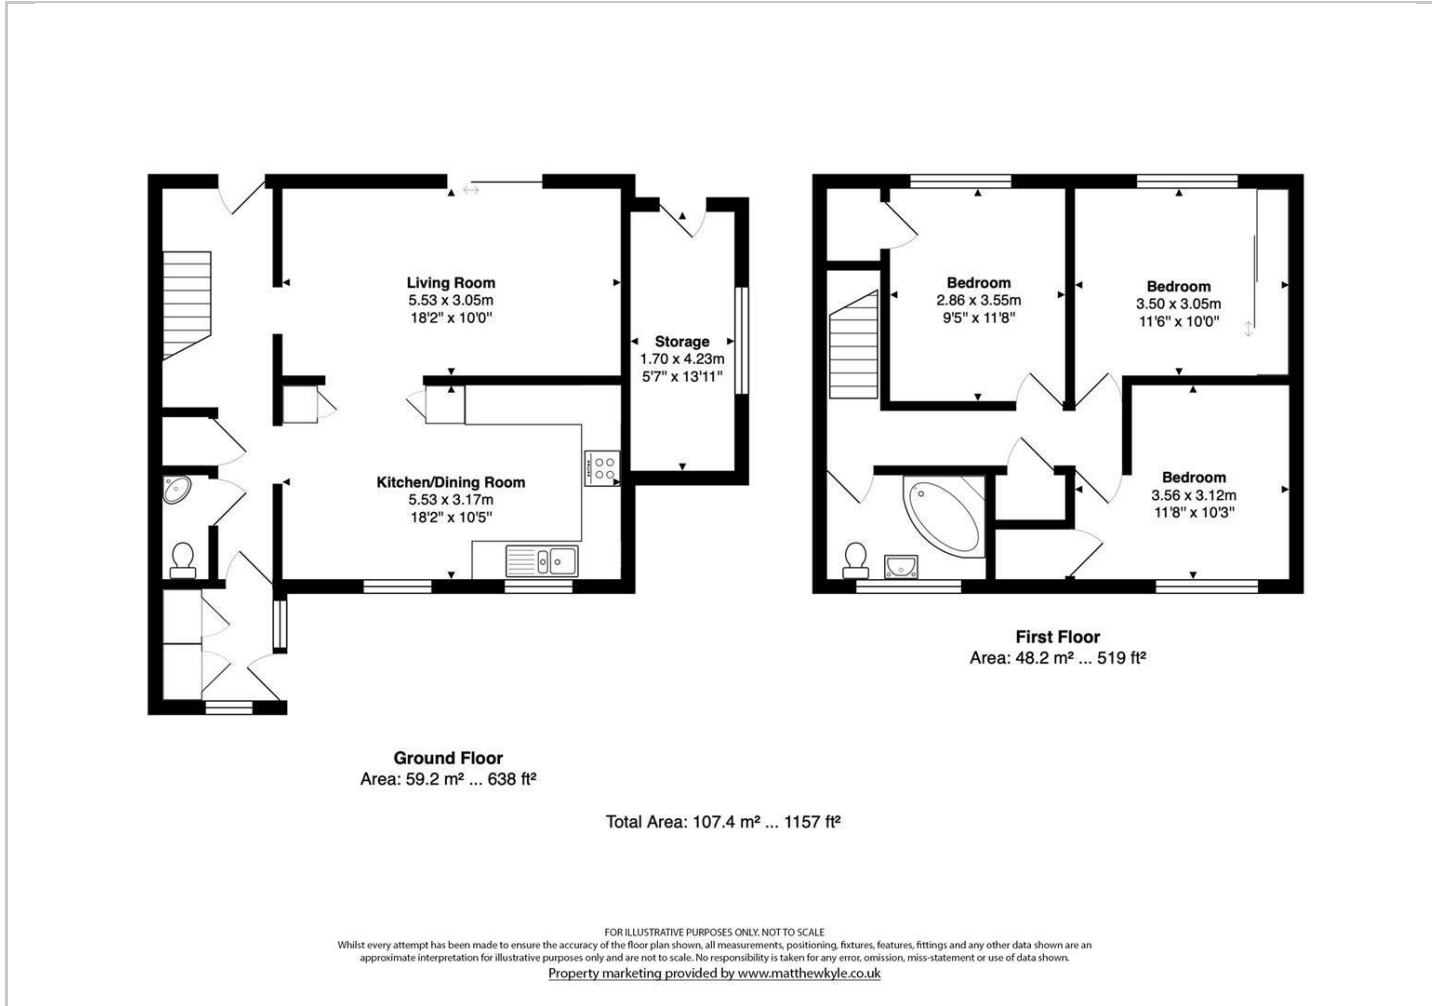 Living Room
5.53 x 3.05m
18'2" x 10'0"
Storage
1.70 x 4.23m
5'7" x 13'11"
Kitchen/Dining Room
5.53 x 3.17m
18'2" x 10'5"
Ground Floor
Area: 59.2 m² ... 638 ft²
Bedroom
2.86 x 3.55m
9'5" x 11'8"
Bedroom
3.50 x 3.05m
11'6" x 10'0"
Bedroom
3.56 x 3.12m
11'8" x 10'3"
First Floor
Area: 48.2 m² ... 519 ft²
Total Area: 107.4 m² ... 1157 ft²
FOR ILLUSTRATIVE PURPOSES ONLY. NOT TO SCALE
Whilst every attempt has been made to ensure the accuracy of the floor plan shown, all measurements, positioning, fixtures, features, fittings and any other data shown are an
approximate interpretation for illustrative purposes only and are not to scale. No responsibility is taken for any error, omission, miss-statement or use of data shown.
Property marketing provided by www.matthewkyle.co.uk